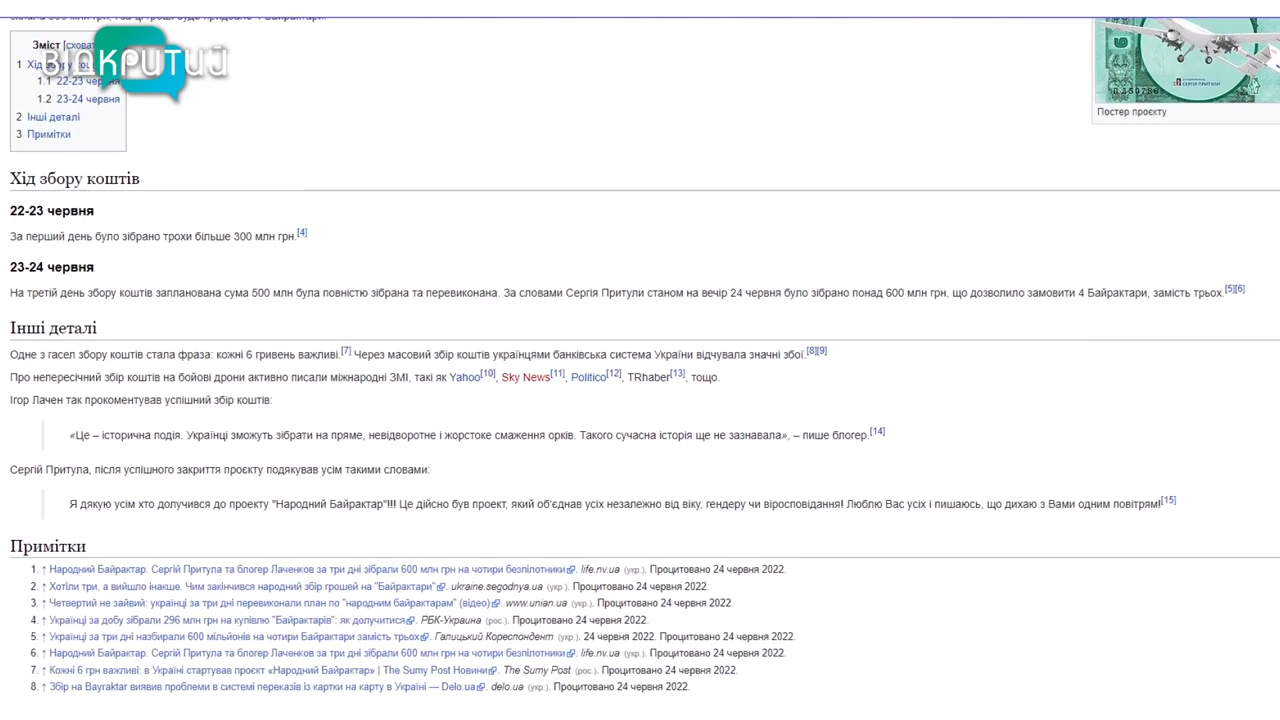 ВІДКРИТИЙ
Зміст
1 Хід збору
1.1 22-23 червня
1.2 23-24 червня
2 Інші деталі
3 Примітки
СЕРГІЯ ПРИТУЛИ
Постер проєкту
Хід збору коштів
22-23 червня
За перший день було зібрано трохи більше 300 млн грн.[4]
23-24 червня
На третій день збору коштів запланована сума 500 млн була повністю зібрана та перевиконана. За словами Сергія Притули станом на вечір 24 червня було зібрано понад 600 млн грн, що дозволило замовити 4 Байрактари, замість трьох.[5][6]
Інші деталі
Одне з гасел збору коштів стала фраза: кожні 6 гривень важливі.[7] Через масовий збір коштів українцями банківська система України відчувала значні збої.[8][9]
Про непересічний збір коштів на бойові дрони активно писали міжнародні ЗМІ, такі як Yahoo[10], Sky News[11], Politico[12], TRhaber[13], тощо.
Ігор Лачен так прокоментував успішний збір коштів:
«Це – історична подія. Українці зможуть зібрати на пряме, невідворотне і жорстоке смаження орків. Такого сучасна історія ще не зазнавала», – пише блогер.[14]
Сергій Притула, після успішного закриття проєкту подякував усім такими словами:
Я дякую усім хто долучився до проекту "Народний Байрактар"!!! Це дійсно був проект, який об'єднав усіх незалежно від віку, гендеру чи віросповідання! Люблю Вас усіх і пишаюсь, що дихаю з Вами одним повітрям![15]
Примітки
1. ↑ Народний Байрактар. Сергій Притула та блогер Лаченков за три дні зібрали 600 млн грн на чотири безпілотники. life.nv.ua (укр.). Процитовано 24 червня 2022.
2. ↑ Хотіли три, а вийшло інакше. Чим закінчився народний збір грошей на "Байрактари". ukraine.segodnya.ua (укр.). Процитовано 24 червня 2022.
3. ↑ Четвертий не зайвий: українці за три дні перевиконали план по "народним байрактарам" (відео). www.unian.ua (укр.). Процитовано 24 червня 2022.
4. ↑ Українці за добу зібрали 296 млн грн на купівлю "Байрактарів": як долучитися. РБК-Украина (рос.). Процитовано 24 червня 2022.
5. ↑ Українці за три дні назбирали 600 мільйонів на чотири Байрактари замість трьох. Галицький Кореспондент (укр.). 24 червня 2022. Процитовано 24 червня 2022.
6. ↑ Народний Байрактар. Сергій Притула та блогер Лаченков за три дні зібрали 600 млн грн на чотири безпілотники. life.nv.ua (укр.). Процитовано 24 червня 2022.
7. ↑ Кожні 6 грн важливі: в Україні стартував проєкт «Народний Байрактар» | The Sumy Post Новини. The Sumy Post (рос.). Процитовано 24 червня 2022.
8. ↑ Збір на Bayraktar виявив проблеми в системі переказів із картки на карту в Україні — Delo.ua. delo.ua (укр.). Процитовано 24 червня 2022.